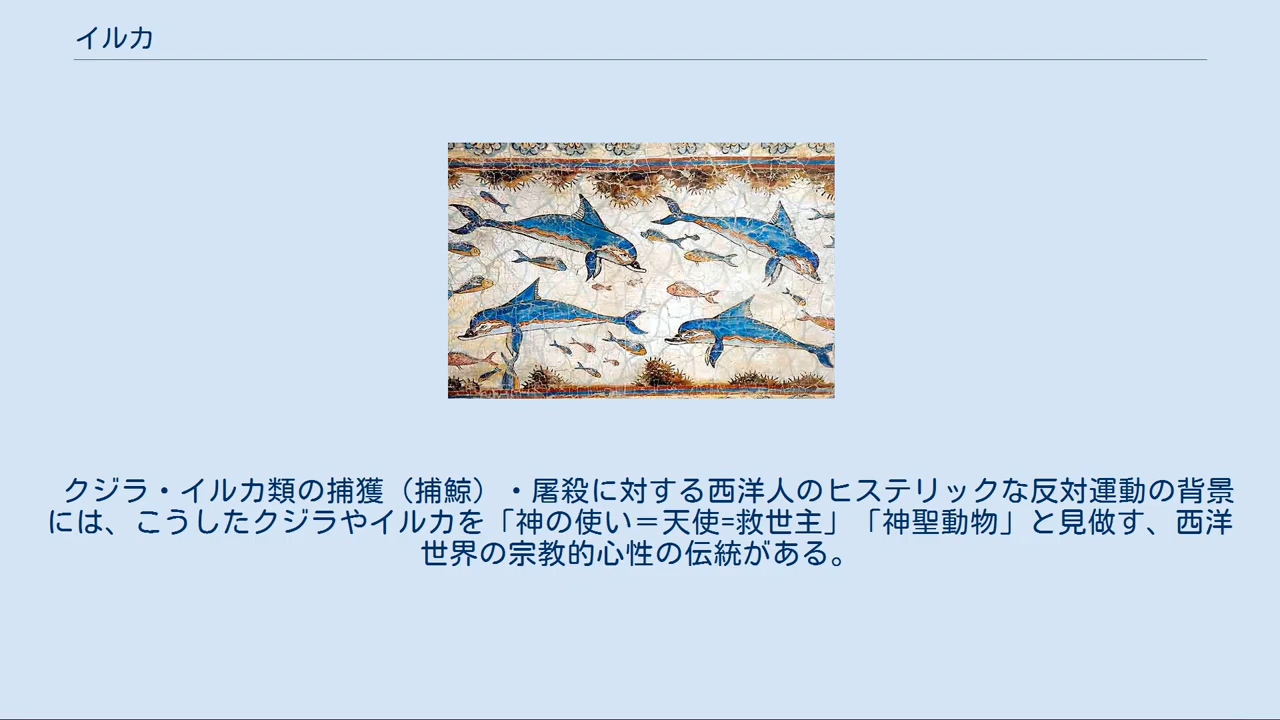 イルカ
クジラ・イルカ類の捕獲（捕鯨）・屠殺に対する西洋人のヒステリックな反対運動の背景
には、こうしたクジラやイルカを「神の使い＝天使=救世主」「神聖動物」と見做す、西洋
世界の宗教的心性の伝統がある。